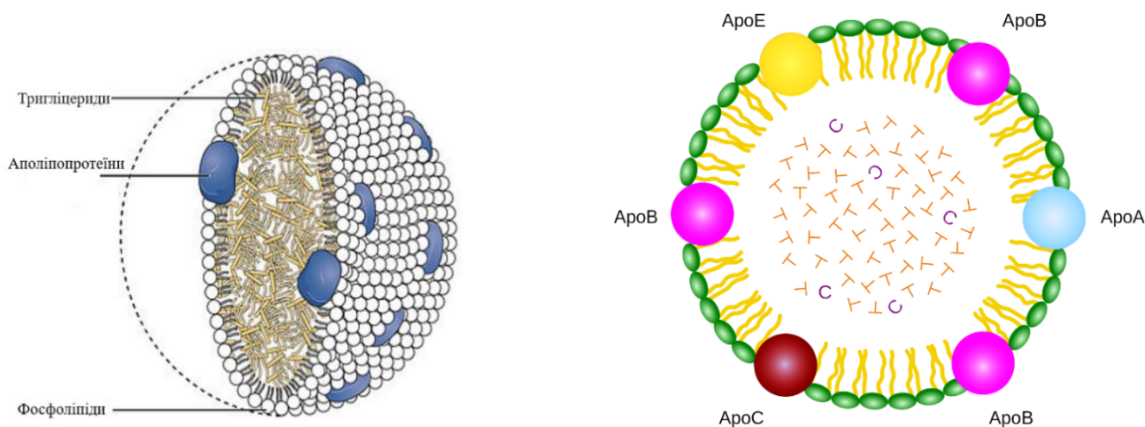 Тригліцериди
Аполіпопротеїни
Фосфоліпіди
ApoE
ApoB
ApoB
ApoA
ApoC
ApoB
T T T T T T T T T T T T T T T T T T T T T T T T T T T T T T T T T T T T T T T T T T T T T T T T T T
C C C C C